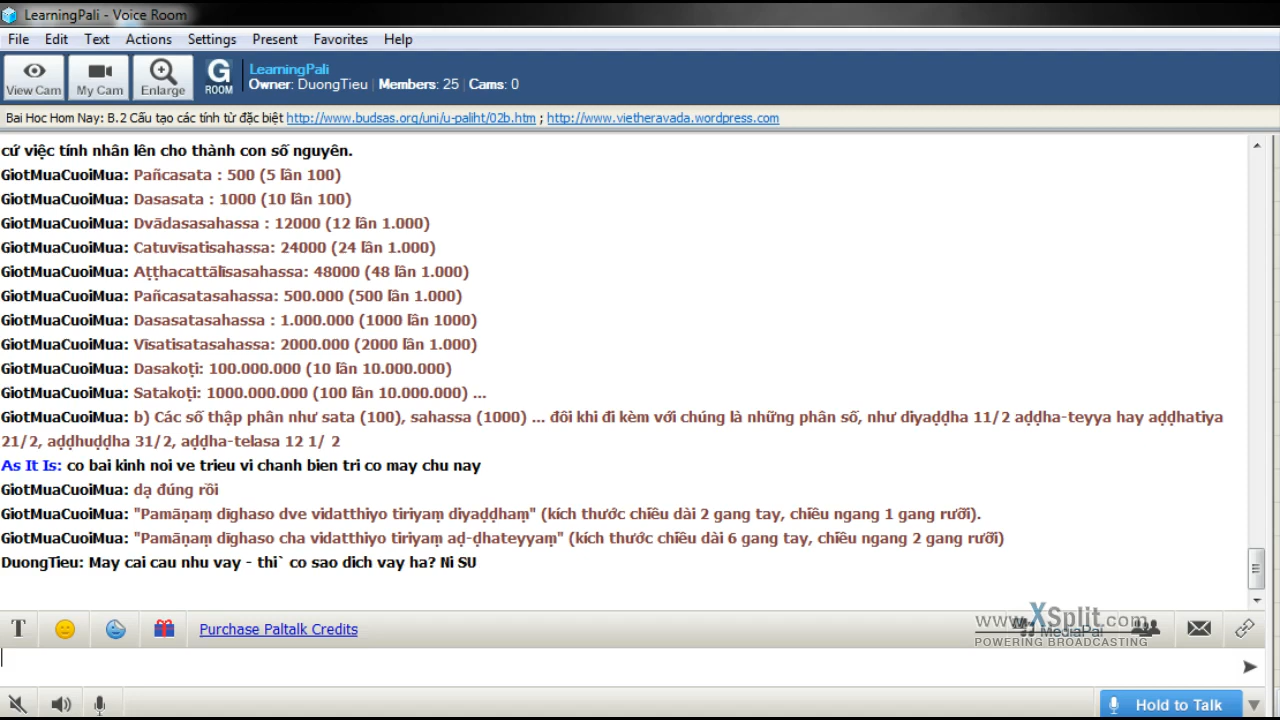 LearningPali - Voice Room
File Edit Text Actions Settings Present Favorites Help
View Cam My Cam Enlarge G ROOM LearningPali
Owner: DuongTieu | Members: 25 | Cams: 0
Bai Hoc Hom Nay: B.2 Cấu tạo các tính từ đặc biệt http://www.budsas.org/uni/u-paliht/02b.htm ; http://www.vietheravada.wordpress.com
cứ việc tính nhân lên cho thành con số nguyên.
GiotMuaCuoiMua: Pañcasata : 500 (5 lần 100)
GiotMuaCuoiMua: Dasasata : 1000 (10 lần 100)
GiotMuaCuoiMua: Dvādasasahassa : 12000 (12 lần 1.000)
GiotMuaCuoiMua: Catuvīsatisahassa: 24000 (24 lần 1.000)
GiotMuaCuoiMua: Aṭṭhacattālīsasahassa: 48000 (48 lần 1.000)
GiotMuaCuoiMua: Pañcasatasahassa: 500.000 (500 lần 1.000)
GiotMuaCuoiMua: Dasasatasahassa : 1.000.000 (1000 lần 1000)
GiotMuaCuoiMua: Vīsatisatasahassa: 2000.000 (2000 lần 1.000)
GiotMuaCuoiMua: Dasakoṭi: 100.000.000 (10 lần 10.000.000)
GiotMuaCuoiMua: Satakoṭi: 1000.000.000 (100 lần 10.000.000) ...
GiotMuaCuoiMua: b) Các số thập phân như sata (100), sahassa (1000) ... đôi khi đi kèm với chúng là những phân số, như diyaḍḍha 11/2 aḍḍha-teyya hay aḍḍhatiya
21/2, aḍḍhuḍḍha 31/2, aḍḍha-telasa 12 1/ 2
As It Is: co bai kinh noi ve trieu vi chanh bien tri co may chu nay
GiotMuaCuoiMua: dạ đúng rồi
GiotMuaCuoiMua: "Pamāṇaṃ dīghaso dve vidatthiyo tiriyaṃ diyaḍḍhaṃ" (kích thước chiều dài 2 gang tay, chiều ngang 1 gang rưỡi).
GiotMuaCuoiMua: "Pamāṇaṃ dīghaso cha vidatthiyo tiriyaṃ aḍ-ḍhateyyaṃ" (kích thước chiều dài 6 gang tay, chiều ngang 2 gang rưỡi)
DuongTieu: May cai cau nhu vay - thi` co sao dich vay ha? Ni SU
T Purchase Paltalk Credits
www.XSplit.com
MediaPal
POWERING BROADCASTING
Hold to Talk